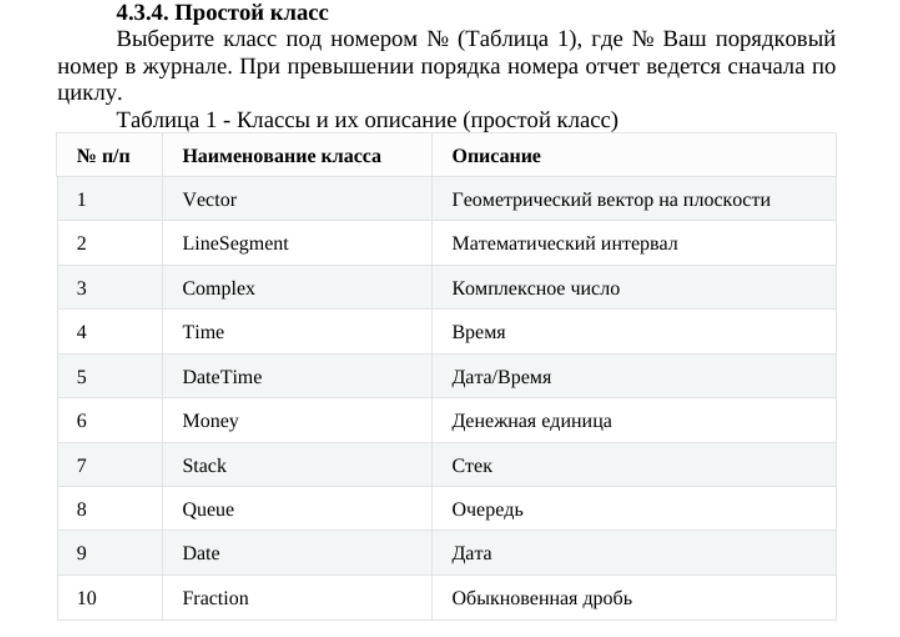 4.3.4. Простой класс
Выберите класс под номером № (Таблица 1), где № Ваш порядковый
номер в журнале. При превышении порядка номера отчет ведется сначала по
циклу.
Таблица 1 - Классы и их описание (простой класс)
№ п/п Наименование класса Описание
1 Vector Геометрический вектор на плоскости
2 LineSegment Математический интервал
3 Complex Комплексное число
4 Time Время
5 DateTime Дата/Время
6 Money Денежная единица
7 Stack Стек
8 Queue Очередь
9 Date Дата
10 Fraction Обыкновенная дробь